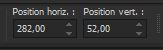 Position horiz. : Position vert. :
282,00 52,00